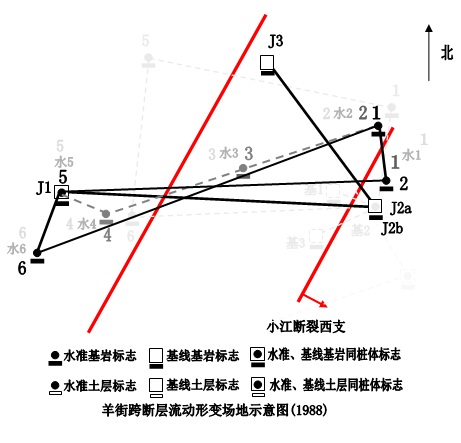 J3
北
5
1
2 水2 2 1
1
3 水3 3
1 水1
5
水5 5
J1
2
基1
J2a
4 水4 4
6
基2
J2b
6
水6
基3
6
小江断裂西支
水准基岩标志 基线基岩标志 水准、基线基岩同桩体标志
水准土层标志 基线土层标志 水准、基线土层同桩体标志
羊街跨断层流动形变场地示意图(1988)